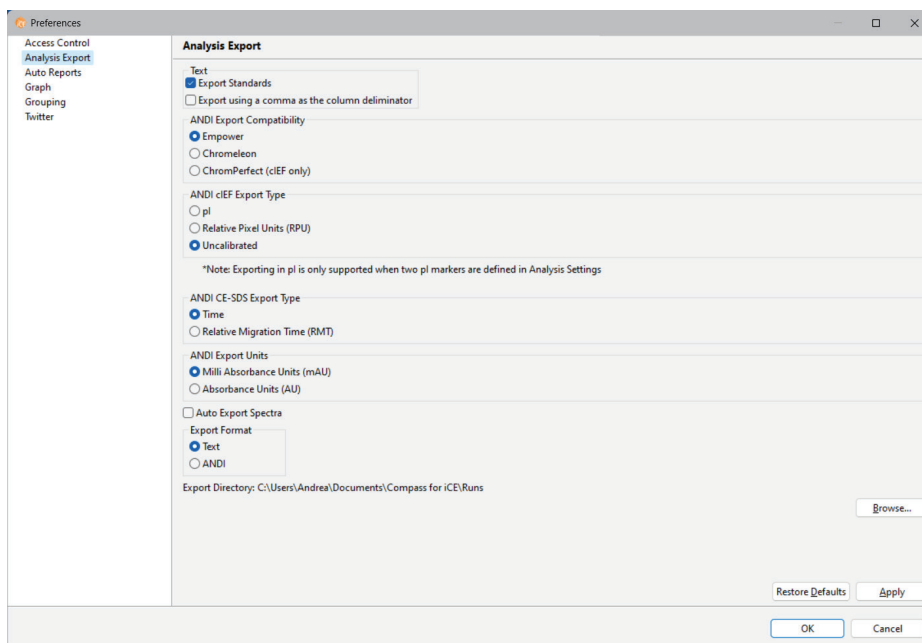 Preferences
Access Control
Analysis Export
Auto Reports
Graph
Grouping
Twitter
Analysis Export
Text
Export Standards
Export using a comma as the column deliminator
ANDI Export Compatibility
Empower
Chromeleon
ChromPerfect (cIEF only)
ANDI cIEF Export Type
pI
Relative Pixel Units (RPU)
Uncalibrated
*Note: Exporting in pI is only supported when two pI markers are defined in Analysis Settings
ANDI CE-SDS Export Type
Time
Relative Migration Time (RMT)
ANDI Export Units
Milli Absorbance Units (mAU)
Absorbance Units (AU)
Auto Export Spectra
Export Format
Text
ANDI
Export Directory: C:\Users\Andrea\Documents\Compass for iCE\Runs
Browse...
Restore Defaults Apply
OK Cancel